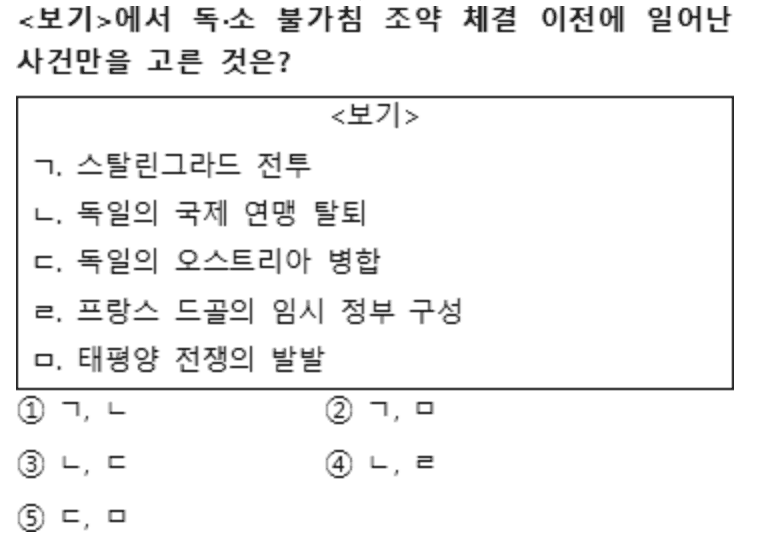 <보기>에서 독·소 불가침 조약 체결 이전에 일어난
사건만을 고른 것은?
<보기>
ㄱ. 스탈린그라드 전투
ㄴ. 독일의 국제 연맹 탈퇴
ㄷ. 독일의 오스트리아 병합
ㄹ. 프랑스 드골의 임시 정부 구성
ㅁ. 태평양 전쟁의 발발
① ㄱ, ㄴ ② ㄱ, ㅁ
③ ㄴ, ㄷ ④ ㄴ, ㄹ
⑤ ㄷ, ㅁ